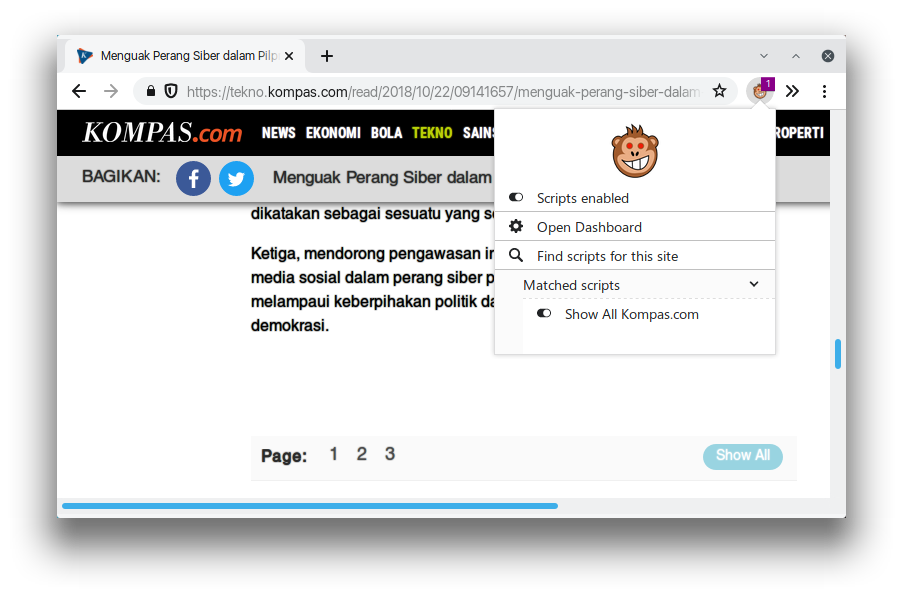 Menguak Perang Siber dalam Pilp
https://tekno.kompas.com/read/2018/10/22/09141657/menguak-perang-siber-dalam-
1
KOMPAS.com NEWS EKONOMI BOLA TEKNO SAINS ROPERTI
BAGIKAN: Menguak Perang Siber dalam
Scripts enabled
Open Dashboard
Find scripts for this site
Matched scripts
Show All Kompas.com
dikatakan sebagai sesuatu yang se
Ketiga, mendorong pengawasan in
media sosial dalam perang siber p
melampaui keberpihakan politik da
demokrasi.
Page: 1 2 3 Show All